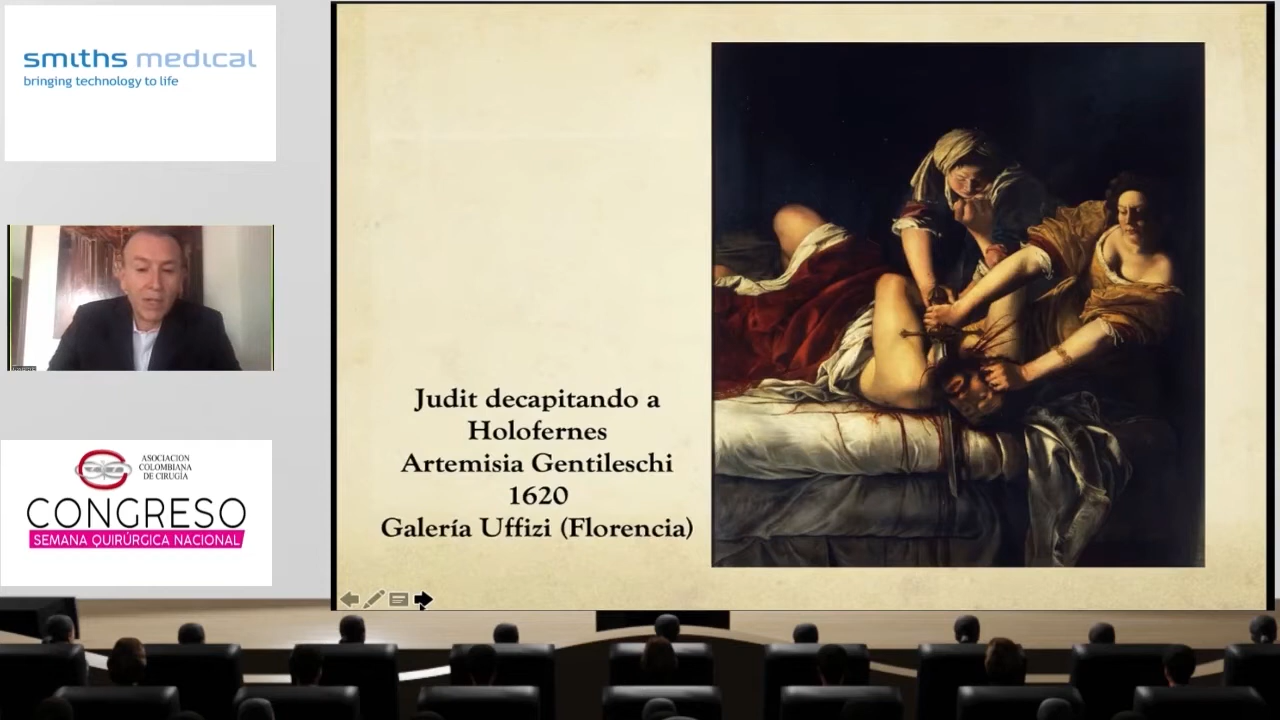 smiths medical
bringing technology to life
Judit decapitando a
Holofernes
Artemisia Gentileschi
1620
Galería Uffizi (Florencia)
ASOCIACION
COLOMBIANA
DE CIRUGÍA
CONGRESO
SEMANA QUIRÚRGICA NACIONAL